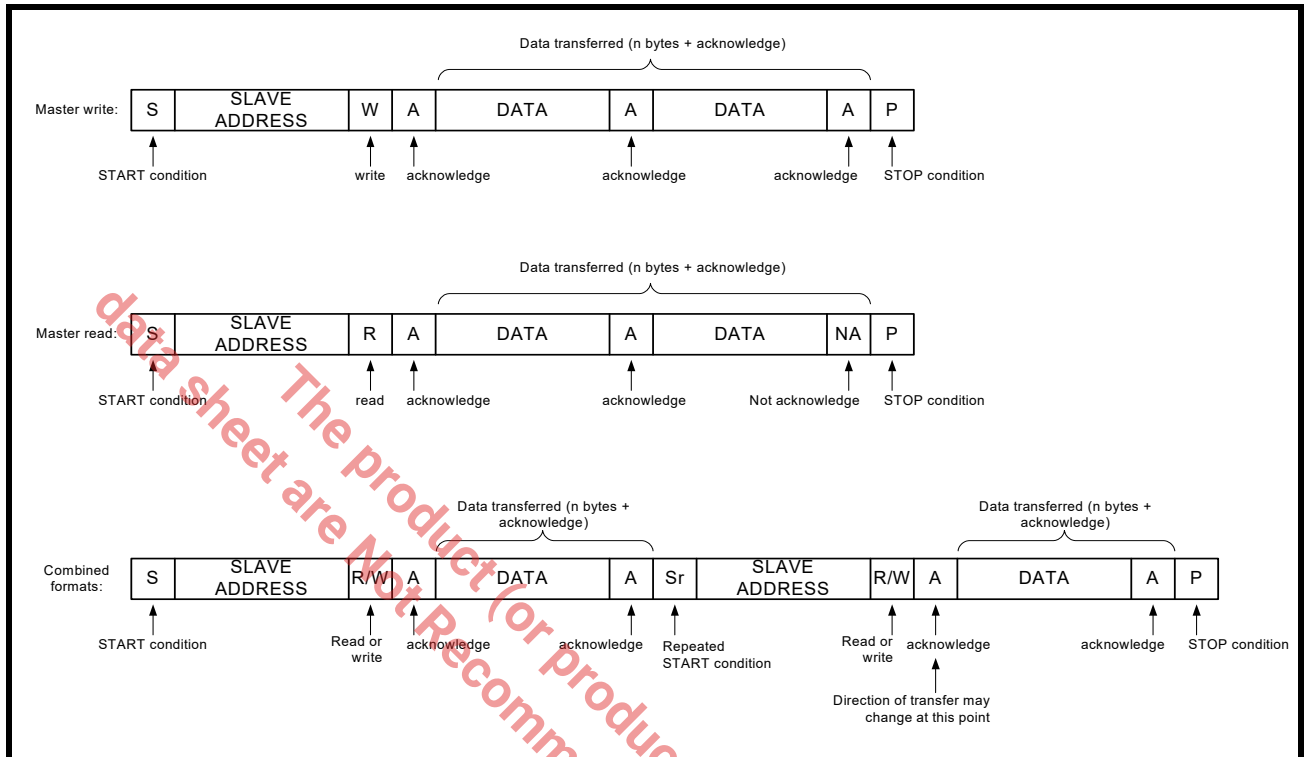 Data transferred (n bytes + acknowledge)
Master write: S SLAVE ADDRESS W A DATA A DATA A P
START condition write acknowledge acknowledge acknowledge STOP condition
Data transferred (n bytes + acknowledge)
Master read: S SLAVE ADDRESS R A DATA A DATA NA P
START condition read acknowledge acknowledge Not acknowledge STOP condition
Data transferred (n bytes +
acknowledge)
Data transferred (n bytes +
acknowledge)
Combined
formats:
S SLAVE ADDRESS R/W A DATA A Sr SLAVE ADDRESS R/W A DATA A P
START condition
Read or
write
acknowledge
acknowledge
Repeated
START condition
Read or
write
acknowledge
acknowledge
STOP condition
Direction of transfer may
change at this point
The product (or
data sheet are Not